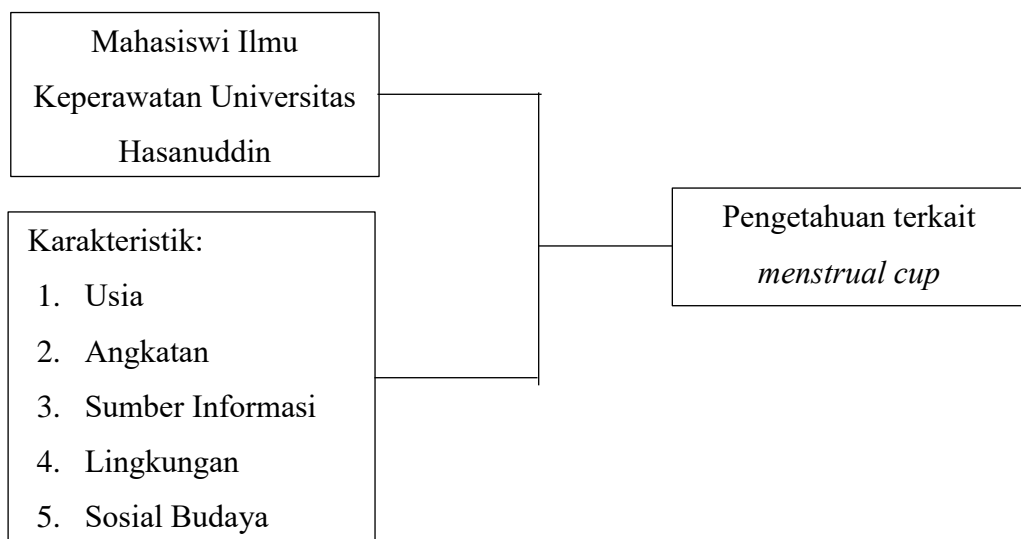 Mahasiswi Ilmu
Keperawatan Universitas
Hasanuddin
Karakteristik:
1. Usia
2. Angkatan
3. Sumber Informasi
4. Lingkungan
5. Sosial Budaya
Pengetahuan terkait
menstrual cup